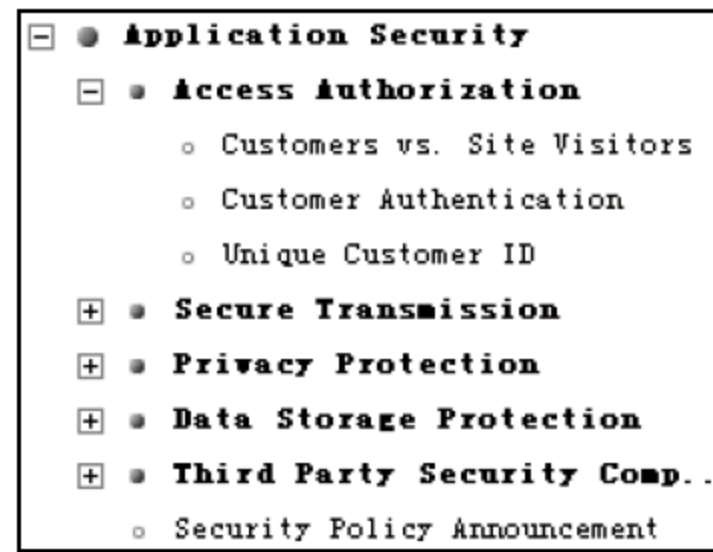 Application Security
Access Authorization
Customers vs. Site Visitors
Customer Authentication
Unique Customer ID
Secure Transmission
Privacy Protection
Data Storage Protection
Third Party Security Comp..
Security Policy Announcement